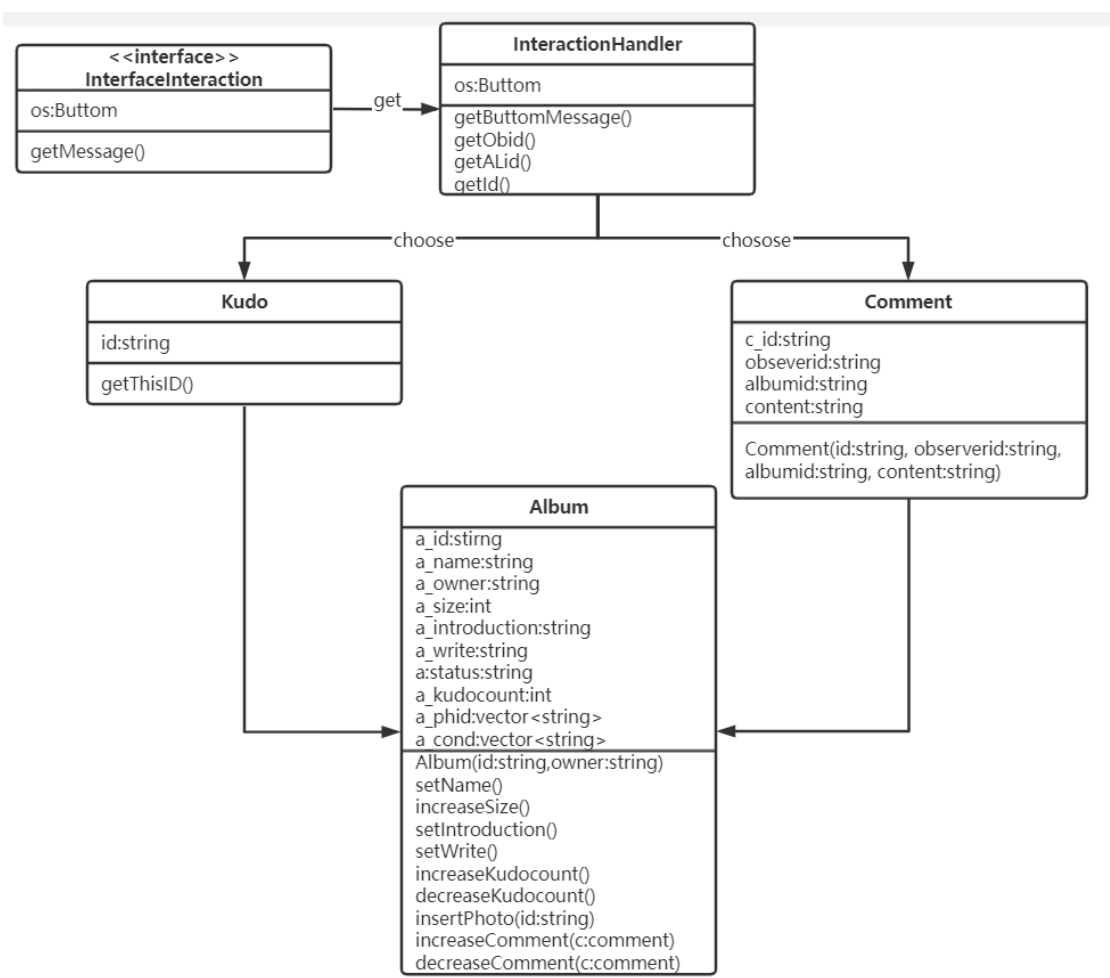 <<interface>>
InterfaceInteraction
os:Buttom
getMessage()
get
InteractionHandler
os:Buttom
getButtomMessage()
getObid()
getALid()
getId()
choose
chosose
Kudo
id:string
getThisID()
Comment
c_id:string
obseverid:string
albumid:string
content:string
Comment(id:string, observerid:string,
albumid:string, content:string)
Album
a_id:stirng
a_name:string
a_owner:string
a_size:int
a_introduction:string
a_write:string
a:status:string
a_kudocount:int
a_phid:vector<string>
a_cond:vector<string>
Album(id:string,owner:string)
setName()
increaseSize()
setIntroduction()
setWrite()
increaseKudocount()
decreaseKudocount()
insertPhoto(id:string)
increaseComment(c:comment)
decreaseComment(c:comment)